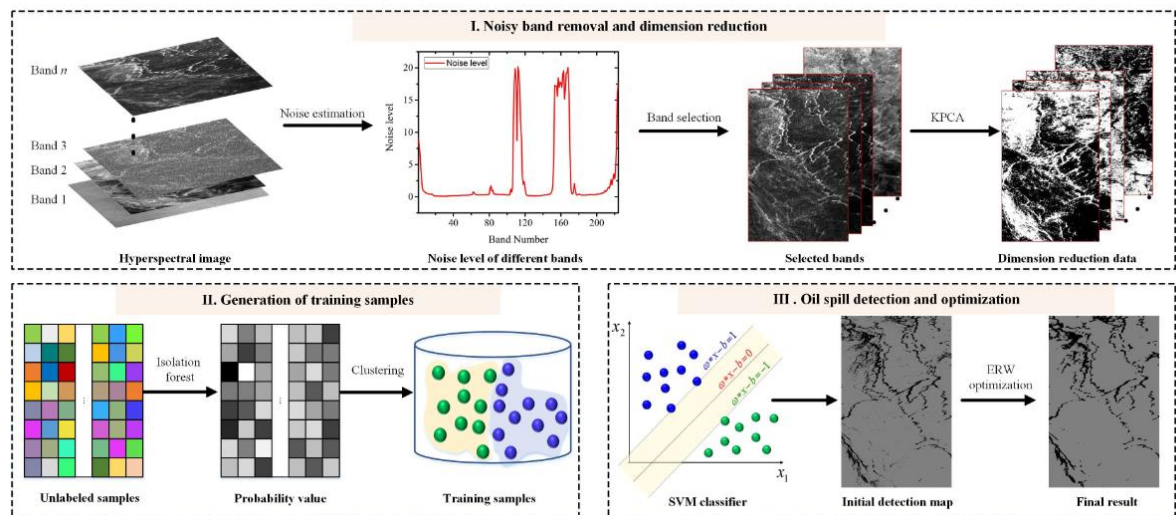 I. Noisy band removal and dimension reduction
Band n
Band 3
Band 2
Band 1
Hyperspectral image
Noise estimation
Noise level
20
15
10
5
0
Noise level
40
80
120
160
200
Band Number
Noise level of different bands
Band selection
Selected bands
KPCA
Dimension reduction data
II. Generation of training samples
Isolation
forest
Clustering
Unlabeled samples
Probability value
Training samples
III . Oil spill detection and optimization
x2
ω*x−b=1
ω*x−b=0
ω*x−b=−1
x1
SVM classifier
Initial detection map
ERW
optimization
Final result